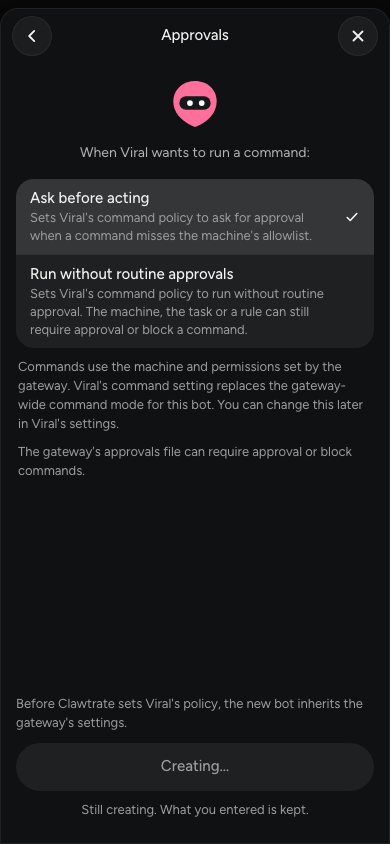 Approvals
When Viral wants to run a command:
Ask before acting
Sets Viral's command policy to ask for approval
when a command misses the machine's allowlist.
Run without routine approvals
Sets Viral's command policy to run without routine
approval. The machine, the task or a rule can still
require approval or block a command.
Commands use the machine and permissions set by the
gateway. Viral's command setting replaces the gateway-
wide command mode for this bot. You can change this later
in Viral's settings.
The gateway's approvals file can require approval or block
commands.
Before Clawtrate sets Viral's policy, the new bot inherits the
gateway's settings.
Creating...
Still creating. What you entered is kept.